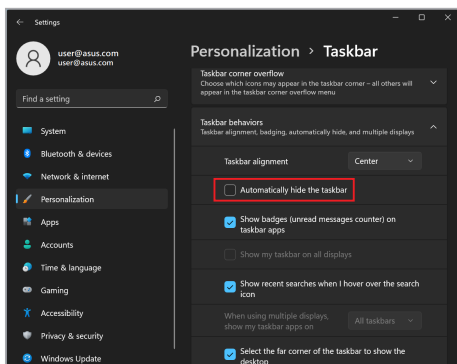 Settings
user@asus.com
user@asus.com
Find a setting
System
Bluetooth & devices
Network & internet
Personalization
Apps
Accounts
Time & language
Gaming
Accessibility
Privacy & security
Windows Update
Personalization > Taskbar
Taskbar corner overflow
Choose which icons may appear in the taskbar corner – all others will
appear in the taskbar corner overflow menu
Taskbar behaviors
Taskbar alignment, badging, automatically hide, and multiple displays
Taskbar alignment
Center
Automatically hide the taskbar
Show badges (unread messages counter) on
taskbar apps
Show my taskbar on all displays
Show recent searches when I hover over the search
icon
When using multiple displays,
show my taskbar apps on
All taskbars
Select the far corner of the taskbar to show the
desktop